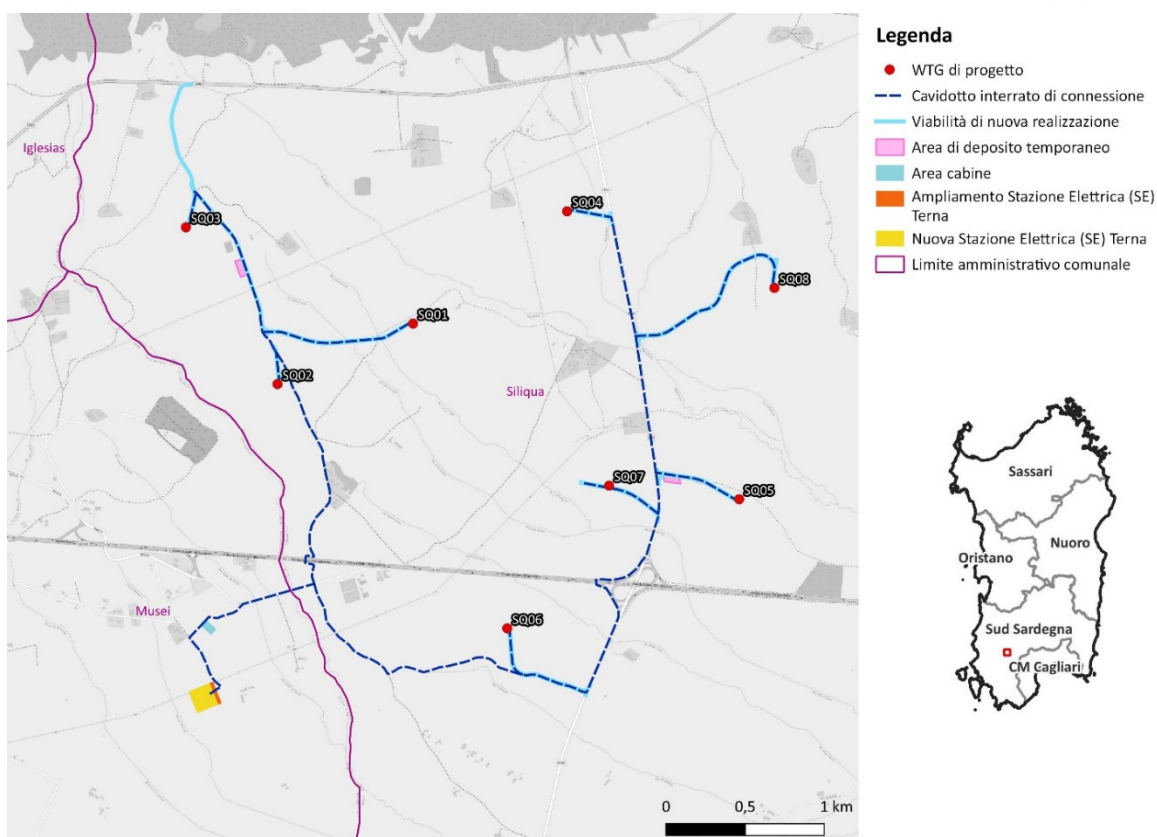 Legenda
WTG di progetto
Cavidotto interrato di connessione
Viabilità di nuova realizzazione
Area di deposito temporaneo
Area cabine
Ampliamento Stazione Elettrica (SE)
Terna
Nuova Stazione Elettrica (SE) Terna
Limite amministrativo comunale
Iglesias
SQ03
SQ04
SQ08
SQ01
SQ02
Siliqua
SQ07
SQ05
Musei
SQ06
0 0,5 1 km
Sassari
Nuoro
Oristano
Sud Sardegna
CM Cagliari